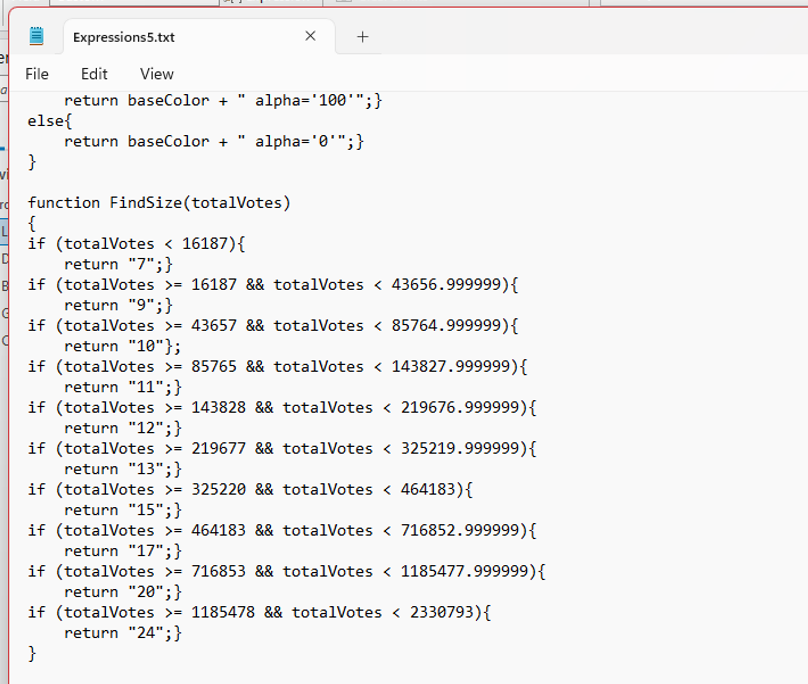 Expressions5.txt
File Edit View
    return baseColor + " alpha='100'";}
else{
    return baseColor + " alpha='0'";}
}
function FindSize(totalVotes)
{
if (totalVotes < 16187){
    return "7";}
if (totalVotes >= 16187 && totalVotes < 43656.999999){
    return "9";}
if (totalVotes >= 43657 && totalVotes < 85764.999999){
    return "10"};
if (totalVotes >= 85765 && totalVotes < 143827.999999){
    return "11";}
if (totalVotes >= 143828 && totalVotes < 219676.999999){
    return "12";}
if (totalVotes >= 219677 && totalVotes < 325219.999999){
    return "13";}
if (totalVotes >= 325220 && totalVotes < 464183){
    return "15";}
if (totalVotes >= 464183 && totalVotes < 716852.999999){
    return "17";}
if (totalVotes >= 716853 && totalVotes < 1185477.999999){
    return "20";}
if (totalVotes >= 1185478 && totalVotes < 2330793){
    return "24";}
}